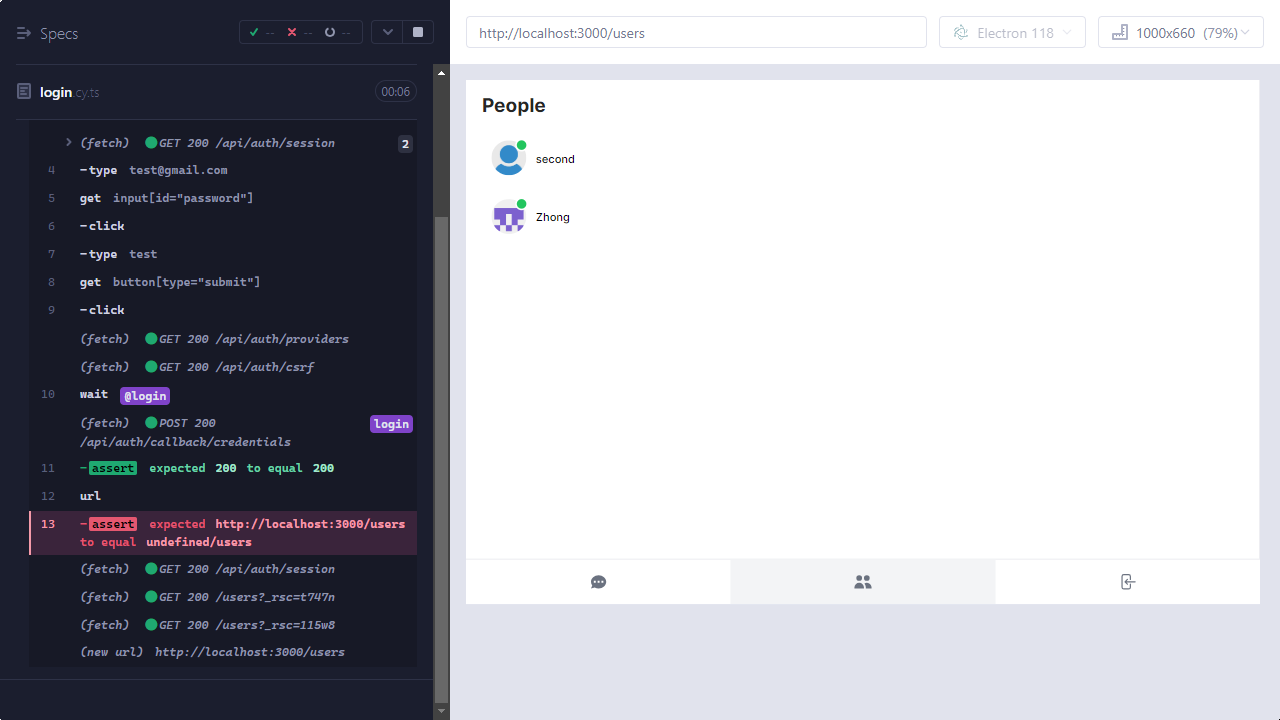 Specs
--
--
--
http://localhost:3000/users
Electron 118
1000x660 (79%)
login.cy.ts
00:06
(fetch) GET 200 /api/auth/session 2
4 -type test@gmail.com
5 get input[id="password"]
6 -click
7 -type test
8 get button[type="submit"]
9 -click
(fetch) GET 200 /api/auth/providers
(fetch) GET 200 /api/auth/csrf
10 wait @login
(fetch) POST 200 login
/api/auth/callback/credentials
11 -assert expected 200 to equal 200
12 url
13 -assert expected http://localhost:3000/users
to equal undefined/users
(fetch) GET 200 /api/auth/session
(fetch) GET 200 /users?_rsc=t747n
(fetch) GET 200 /users?_rsc=115w8
(new url) http://localhost:3000/users
People
second
Zhong